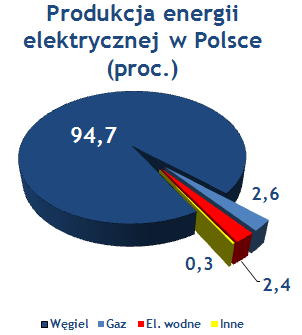 Produkcja energii
elektrycznej w Polsce
(proc.)
94,7
2,6
0,3
2,4
Węgiel Gaz El. wodne Inne